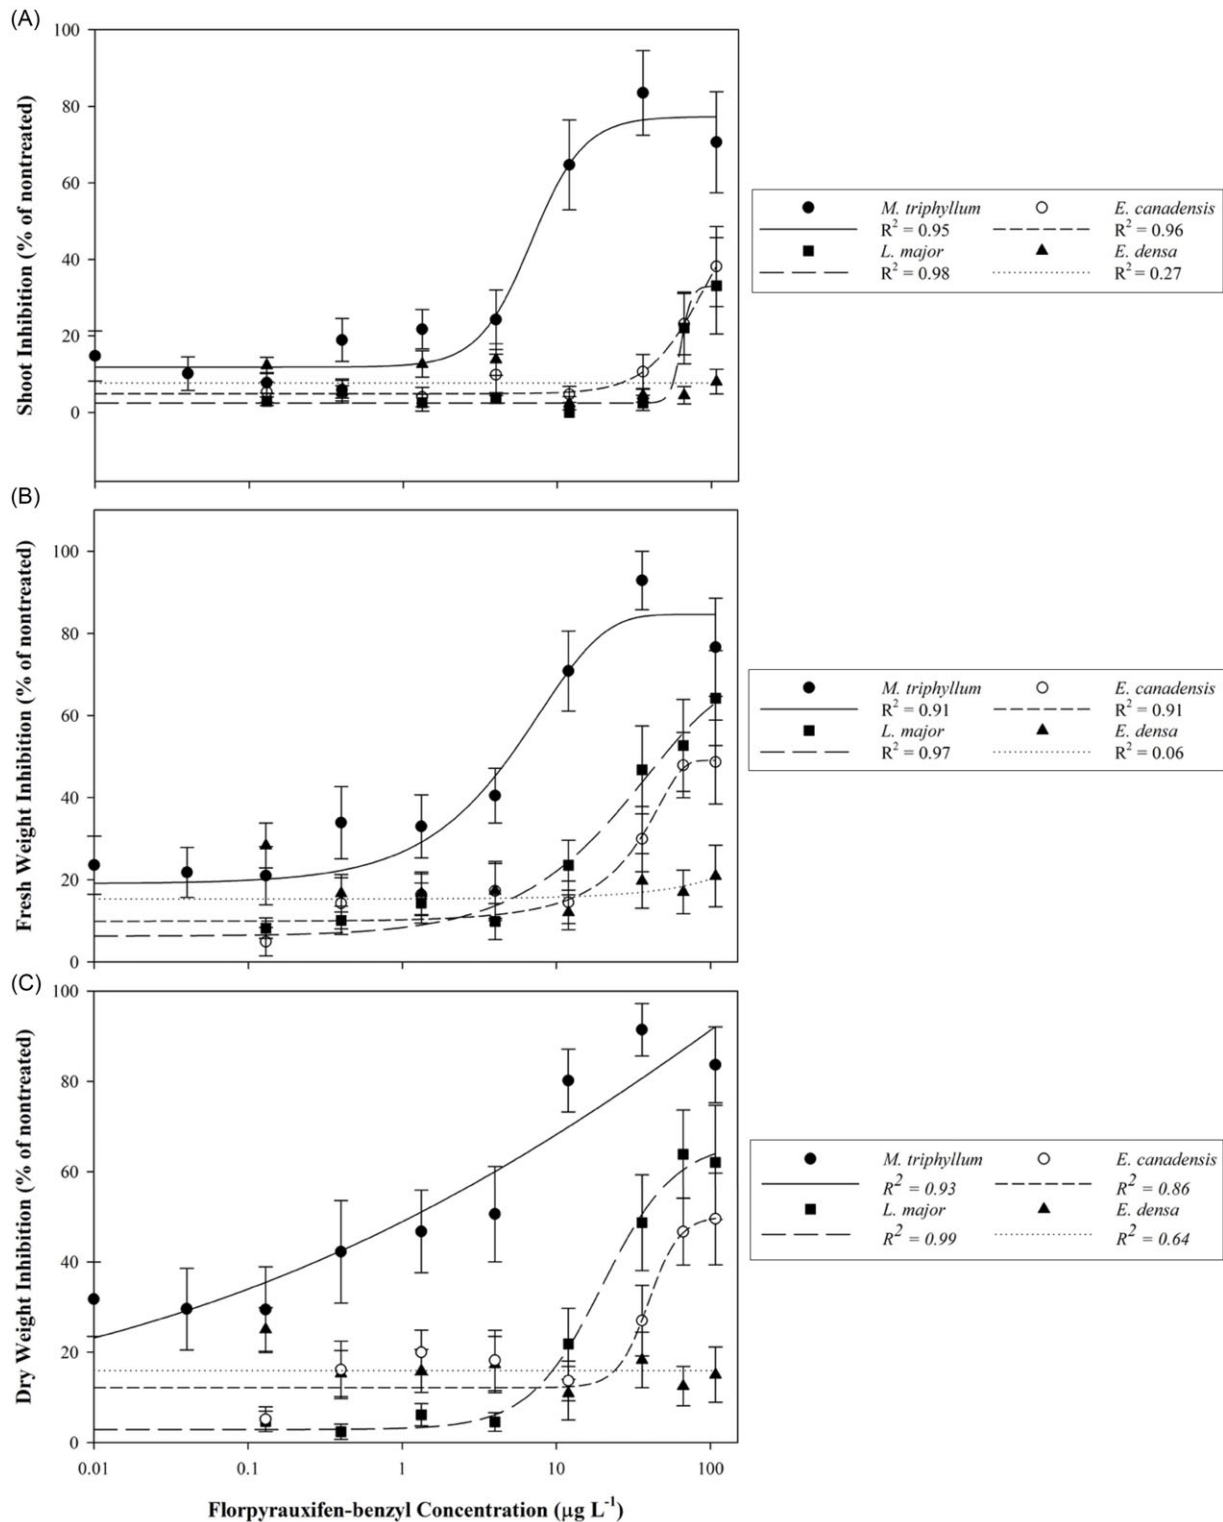 (A)
100
80
60
40
20
0
Shoot Inhibition (% of nontreated)
M. triphyllum E. canadensis
R² = 0.95 R² = 0.96
L. major E. densa
R² = 0.98 R² = 0.27
(B)
100
80
60
40
20
0
Fresh Weight Inhibition (% of nontreated)
M. triphyllum E. canadensis
R² = 0.91 R² = 0.91
L. major E. densa
R² = 0.97 R² = 0.06
(C)
100
80
60
40
20
0
Dry Weight Inhibition (% of nontreated)
M. triphyllum E. canadensis
R² = 0.93 R² = 0.86
L. major E. densa
R² = 0.99 R² = 0.64
0.01 0.1 1 10 100
Florpyrauxifen-benzyl Concentration (µg L⁻¹)